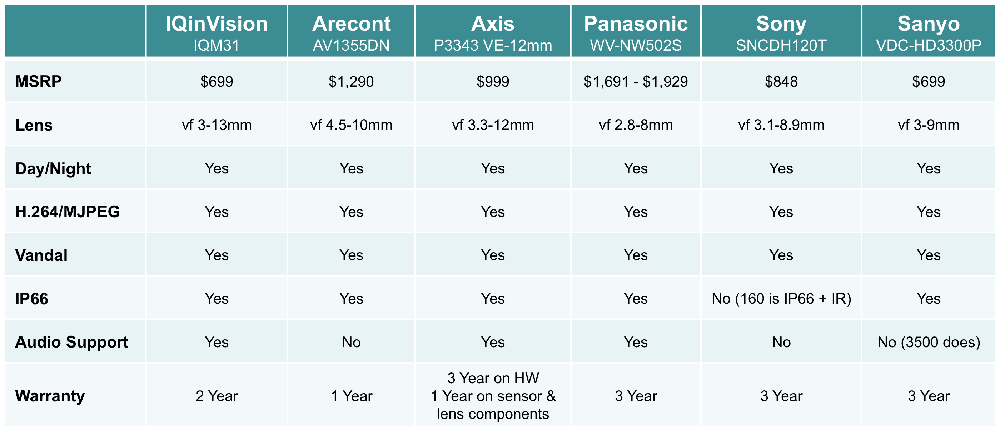 IQinVision Arecont Axis Panasonic Sony Sanyo
IQM31 AV1355DN P3343 VE-12mm WV-NW502S SNCDH120T VDC-HD3300P
MSRP $699 $1,290 $999 $1,691 - $1,929 $848 $699
Lens vf 3-13mm vf 4.5-10mm vf 3.3-12mm vf 2.8-8mm vf 3.1-8.9mm vf 3-9mm
Day/Night Yes Yes Yes Yes Yes Yes
H.264/MJPEG Yes Yes Yes Yes Yes Yes
Vandal Yes Yes Yes Yes Yes Yes
IP66 Yes Yes Yes Yes No (160 is IP66 + IR) Yes
Audio Support Yes No Yes Yes No No (3500 does)
3 Year on HW
Warranty 2 Year 1 Year 1 Year on sensor & 3 Year 3 Year 3 Year
lens components